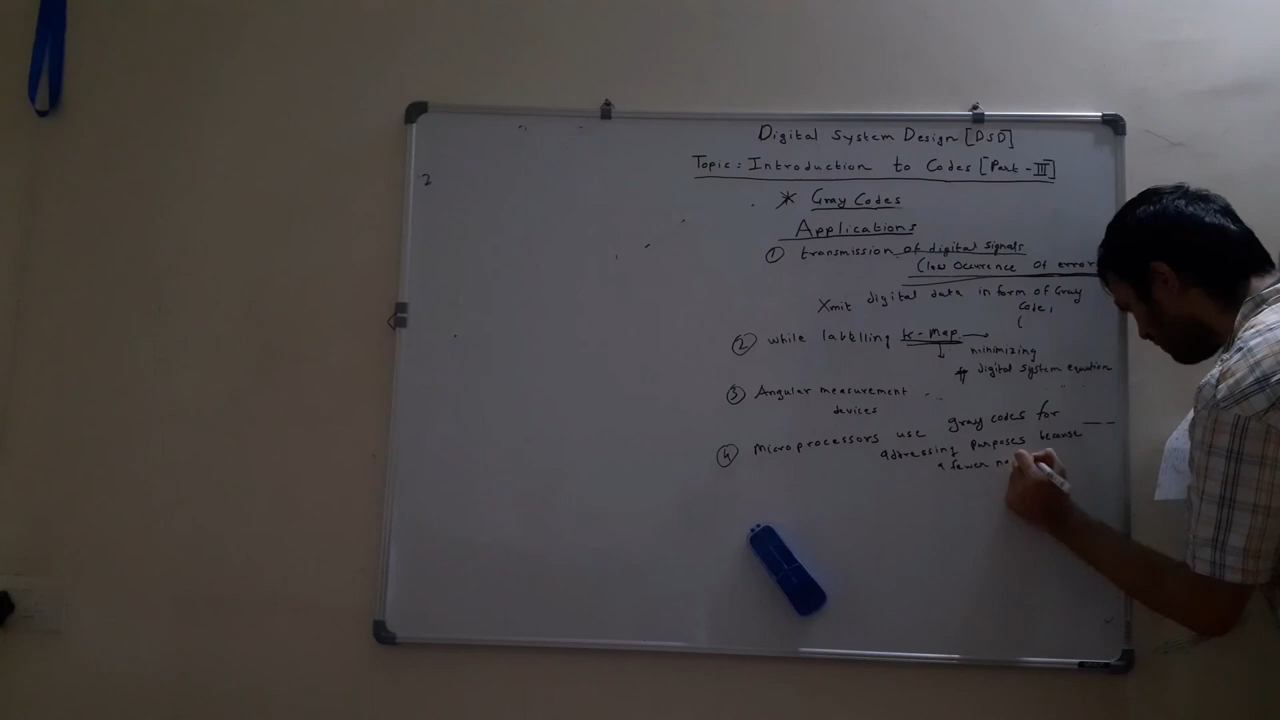 Digital System Design [DSD]
Topic: Introduction to Codes [Part - III]
* Gray Codes
Applications
① transmission of digital signals
(low Occurence of error
Xmit digital data in form of Gray
Code,
② while labelling K-Map
minimizing
digital system equation
③ Angular measurement
devices
④ Microprocessors use gray codes for
addressing purposes because
a fewer no